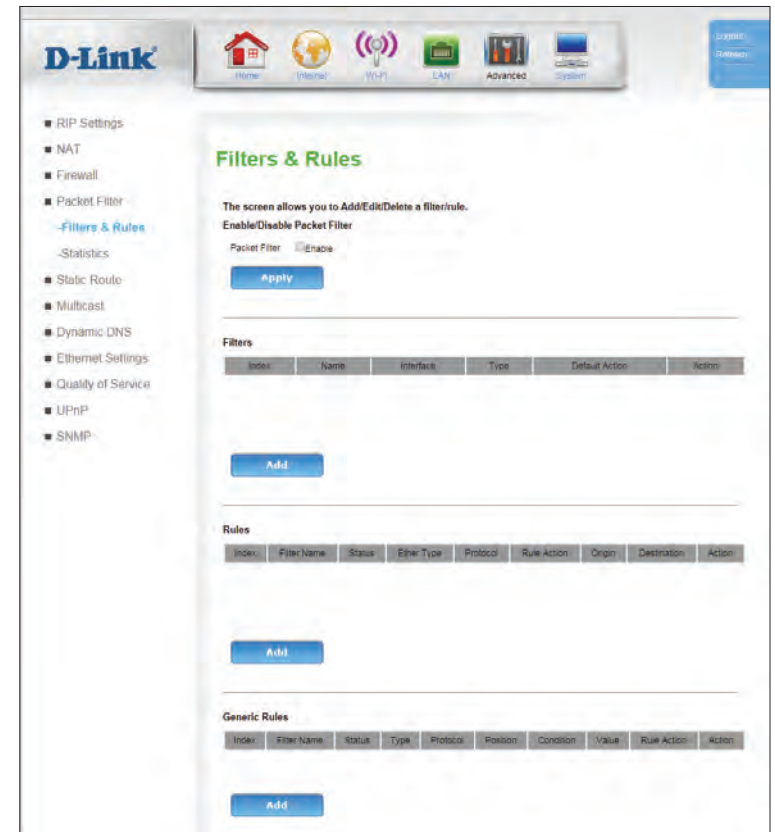 D-Link
Home Internet Wi-Fi LAN Advanced System
Logout
Refresh
RIP Settings
NAT
Firewall
Packet Filter
-Filters & Rules
-Statistics
Static Route
Multicast
Dynamic DNS
Ethernet Settings
Quality of Service
UPnP
SNMP
Filters & Rules
The screen allows you to Add/Edit/Delete a filter/rule.
Enable/Disable Packet Filter
Packet Filter Enable
Apply
Filters
Index Name Interface Type Default Action Action
Add
Rules
Index Filter Name Status Ether Type Protocol Rule Action Origin Destination Action
Add
Generic Rules
Index Filter Name Status Type Protocol Position Condition Value Rule Action Action
Add